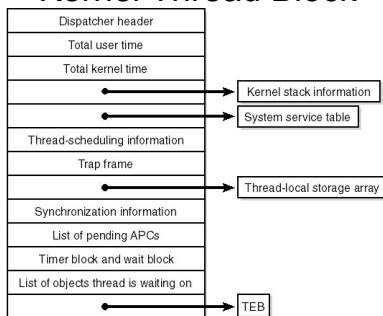 Kernel Thread Block
Dispatcher header
Total user time
Total kernel time
Kernel stack information
System service table
Thread-scheduling information
Trap frame
Thread-local storage array
Synchronization information
List of pending APCs
Timer block and wait block
List of objects thread is waiting on
TEB